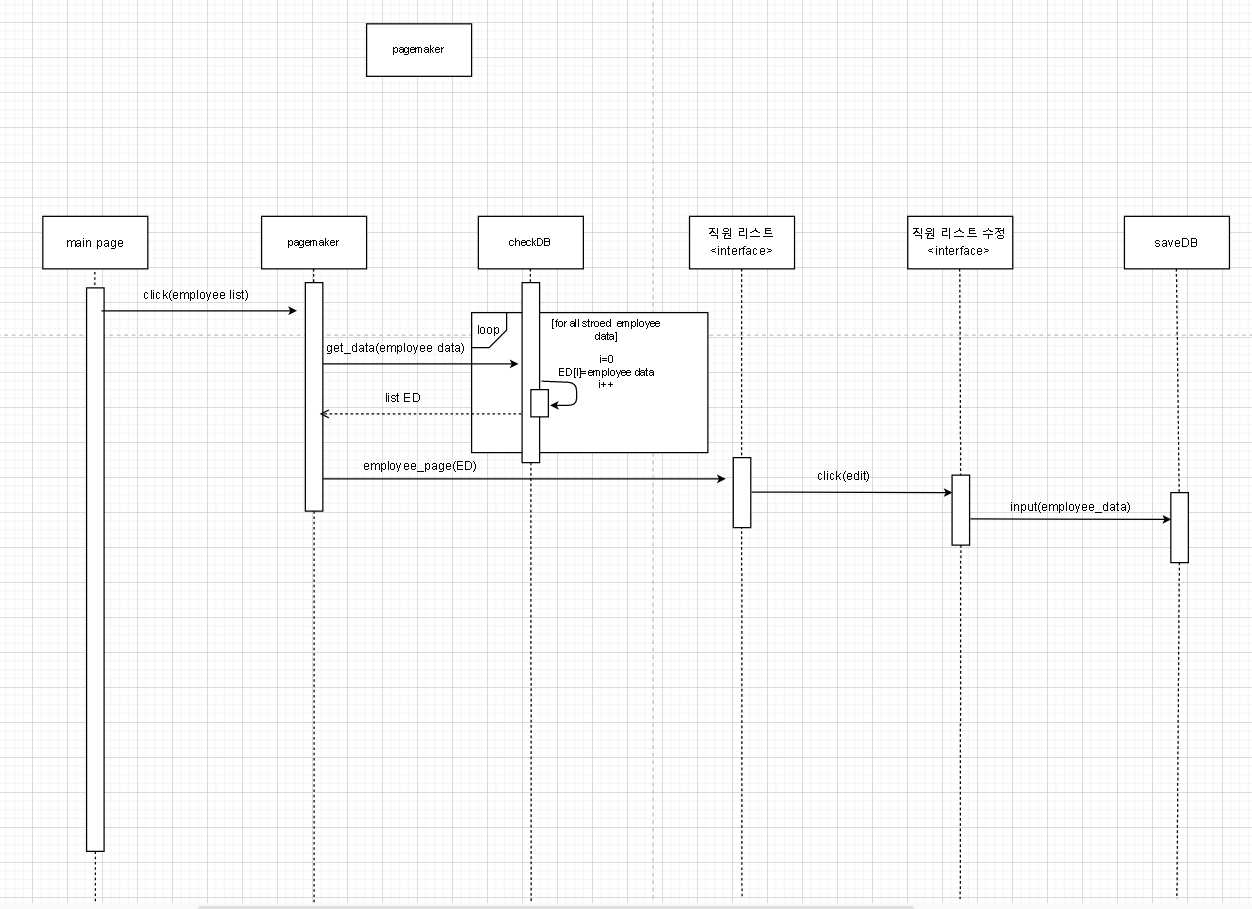 pagemaker
main page
pagemaker
checkDB
직원 리스트
<interface>
직원 리스트 수정
<interface>
saveDB
click(employee list)
loop
[for all stroed employee
data]
get_data(employee data)
i=0
ED[I]=employee data
i++
list ED
employee_page(ED)
click(edit)
input(employee_data)